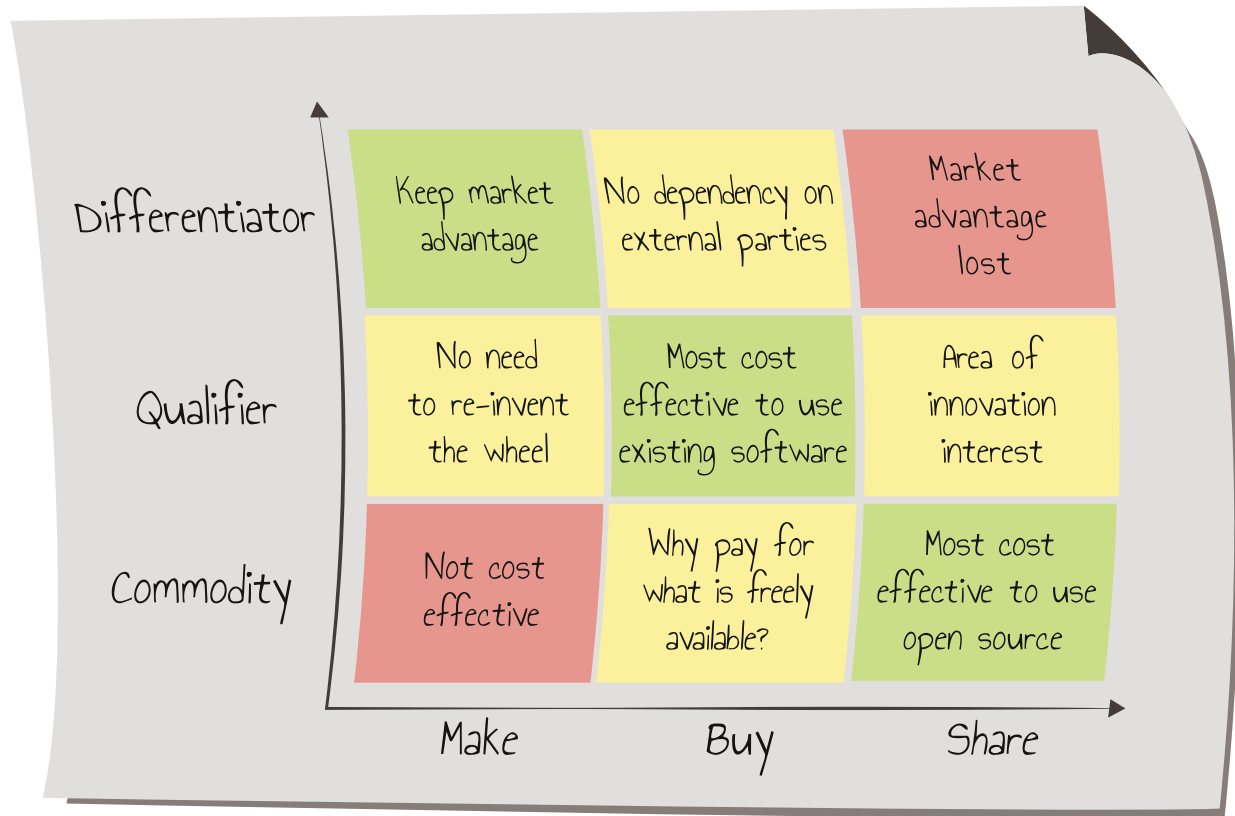 Differentiator
Keep market
advantage
No dependency on
external parties
Market
advantage
lost
Qualifier
No need
to re-invent
the wheel
Most cost
effective to use
existing software
Area of
innovation
interest
Commodity
Not cost
effective
Why pay for
what is freely
available?
Most cost
effective to use
open source
Make
Buy
Share